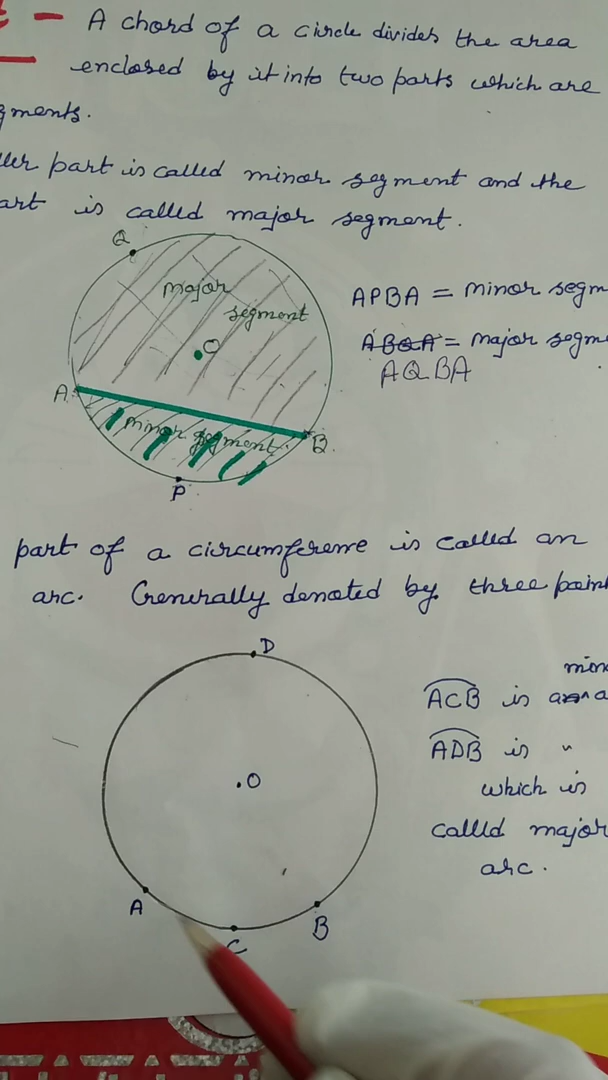 - A chord of a circle divides the area
enclosed by it into two parts which are
gments.
ller part is called minor segment and the
art is called major segment.
Q
major
segment
O
APBA = minor segm
ABQA = major segm
AQBA
A
minor segment
B
P
part of a circumferene is called an
arc. Generally denoted by three point
D
mino
ACB is a
ADB is "
O
which is
called major
arc.
A
B
C